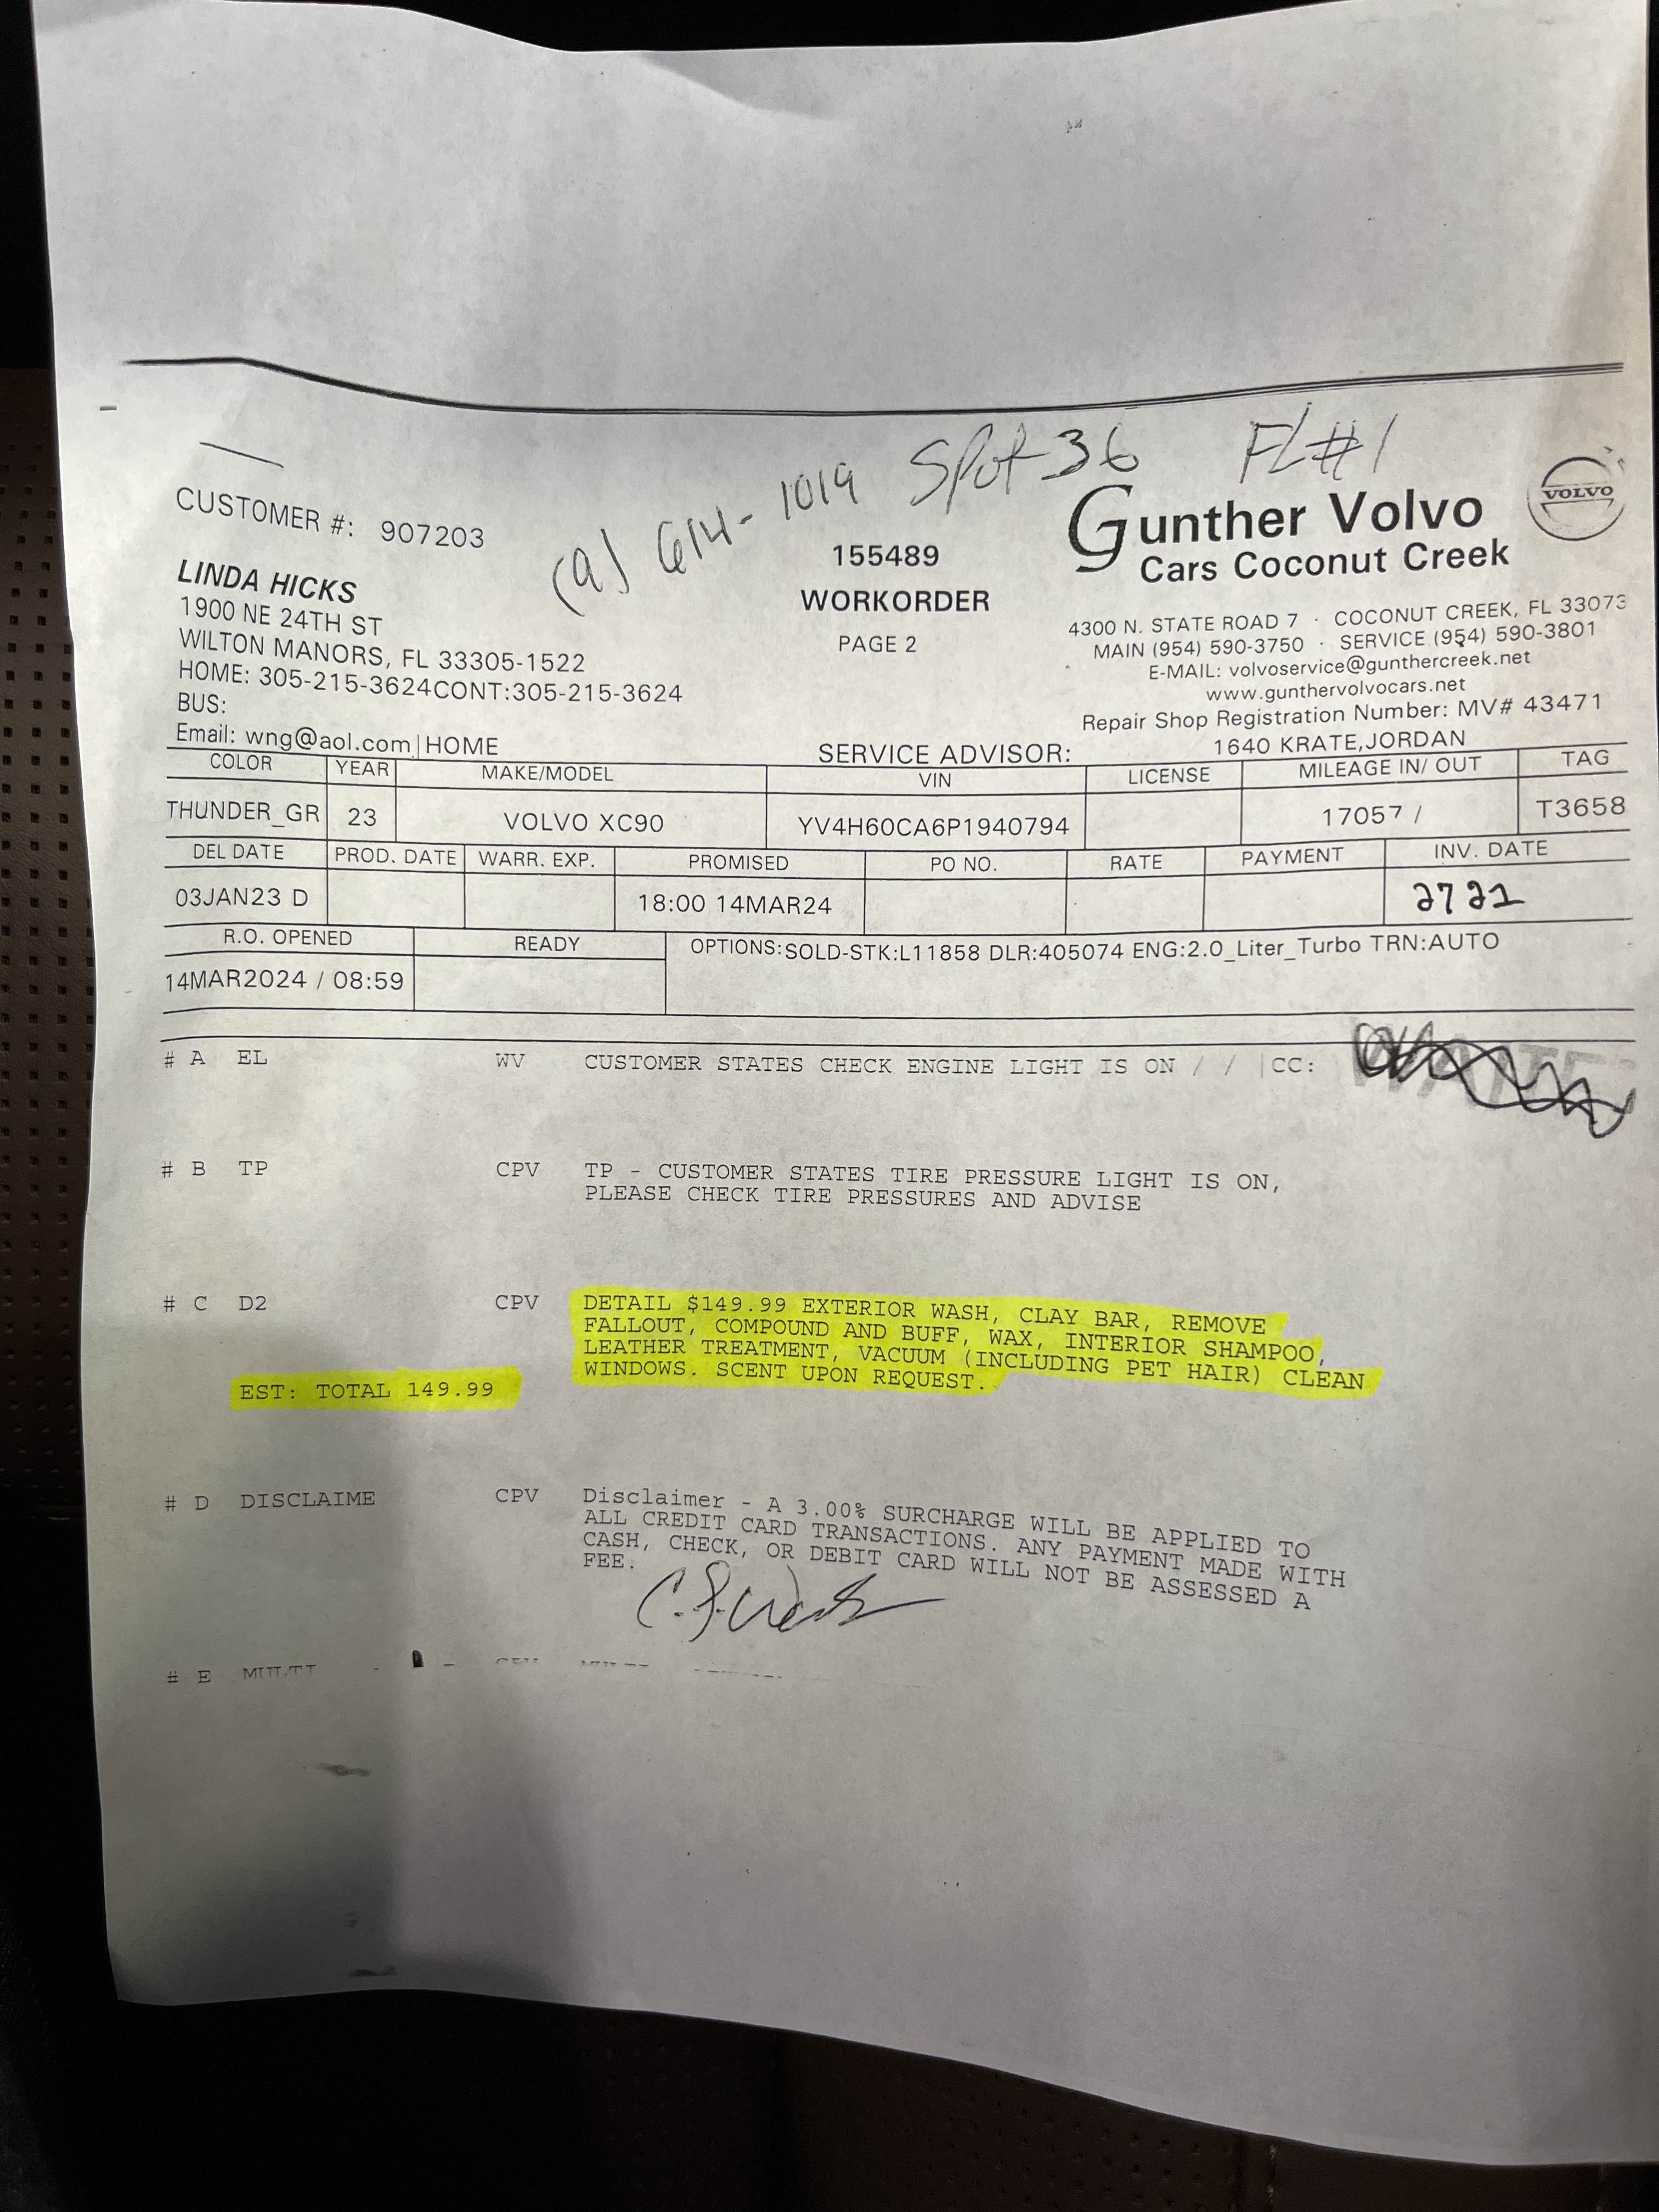 614-1019 Spot 36 FL#1
CUSTOMER #: 907203
LINDA HICKS
1900 NE 24TH ST
WILTON MANORS, FL 33305-1522
HOME: 305-215-3624CONT:305-215-3624
BUS:
Email: wng@aol.com|HOME
155489
WORKORDER
PAGE 2
Gunther Volvo
Cars Coconut Creek
VOLVO
4300 N. STATE ROAD 7 · COCONUT CREEK, FL 33073
MAIN (954) 590-3750 · SERVICE (954) 590-3801
E-MAIL: volvoservice@gunthercreek.net
www.gunthervolvocars.net
Repair Shop Registration Number: MV# 43471
SERVICE ADVISOR: 1640 KRATE,JORDAN
COLOR YEAR MAKE/MODEL VIN LICENSE MILEAGE IN/ OUT TAG
THUNDER_GR 23 VOLVO XC90 YV4H60CA6P1940794 17057 / T3658
DEL DATE PROD. DATE WARR. EXP. PROMISED PO NO. RATE PAYMENT INV. DATE
03JAN23 D 18:00 14MAR24 2721
R.O. OPENED READY OPTIONS:SOLD-STK:L11858 DLR:405074 ENG:2.0_Liter_Turbo TRN:AUTO
14MAR2024 / 08:59
# A EL WV CUSTOMER STATES CHECK ENGINE LIGHT IS ON / / |CC:
# B TP CPV TP - CUSTOMER STATES TIRE PRESSURE LIGHT IS ON,
PLEASE CHECK TIRE PRESSURES AND ADVISE
# C D2 CPV DETAIL $149.99 EXTERIOR WASH, CLAY BAR, REMOVE
FALLOUT, COMPOUND AND BUFF, WAX, INTERIOR SHAMPOO,
LEATHER TREATMENT, VACUUM (INCLUDING PET HAIR) CLEAN
WINDOWS. SCENT UPON REQUEST.
EST: TOTAL 149.99
# D DISCLAIME CPV Disclaimer - A 3.00% SURCHARGE WILL BE APPLIED TO
ALL CREDIT CARD TRANSACTIONS. ANY PAYMENT MADE WITH
CASH, CHECK, OR DEBIT CARD WILL NOT BE ASSESSED A
FEE.
# E MULTI